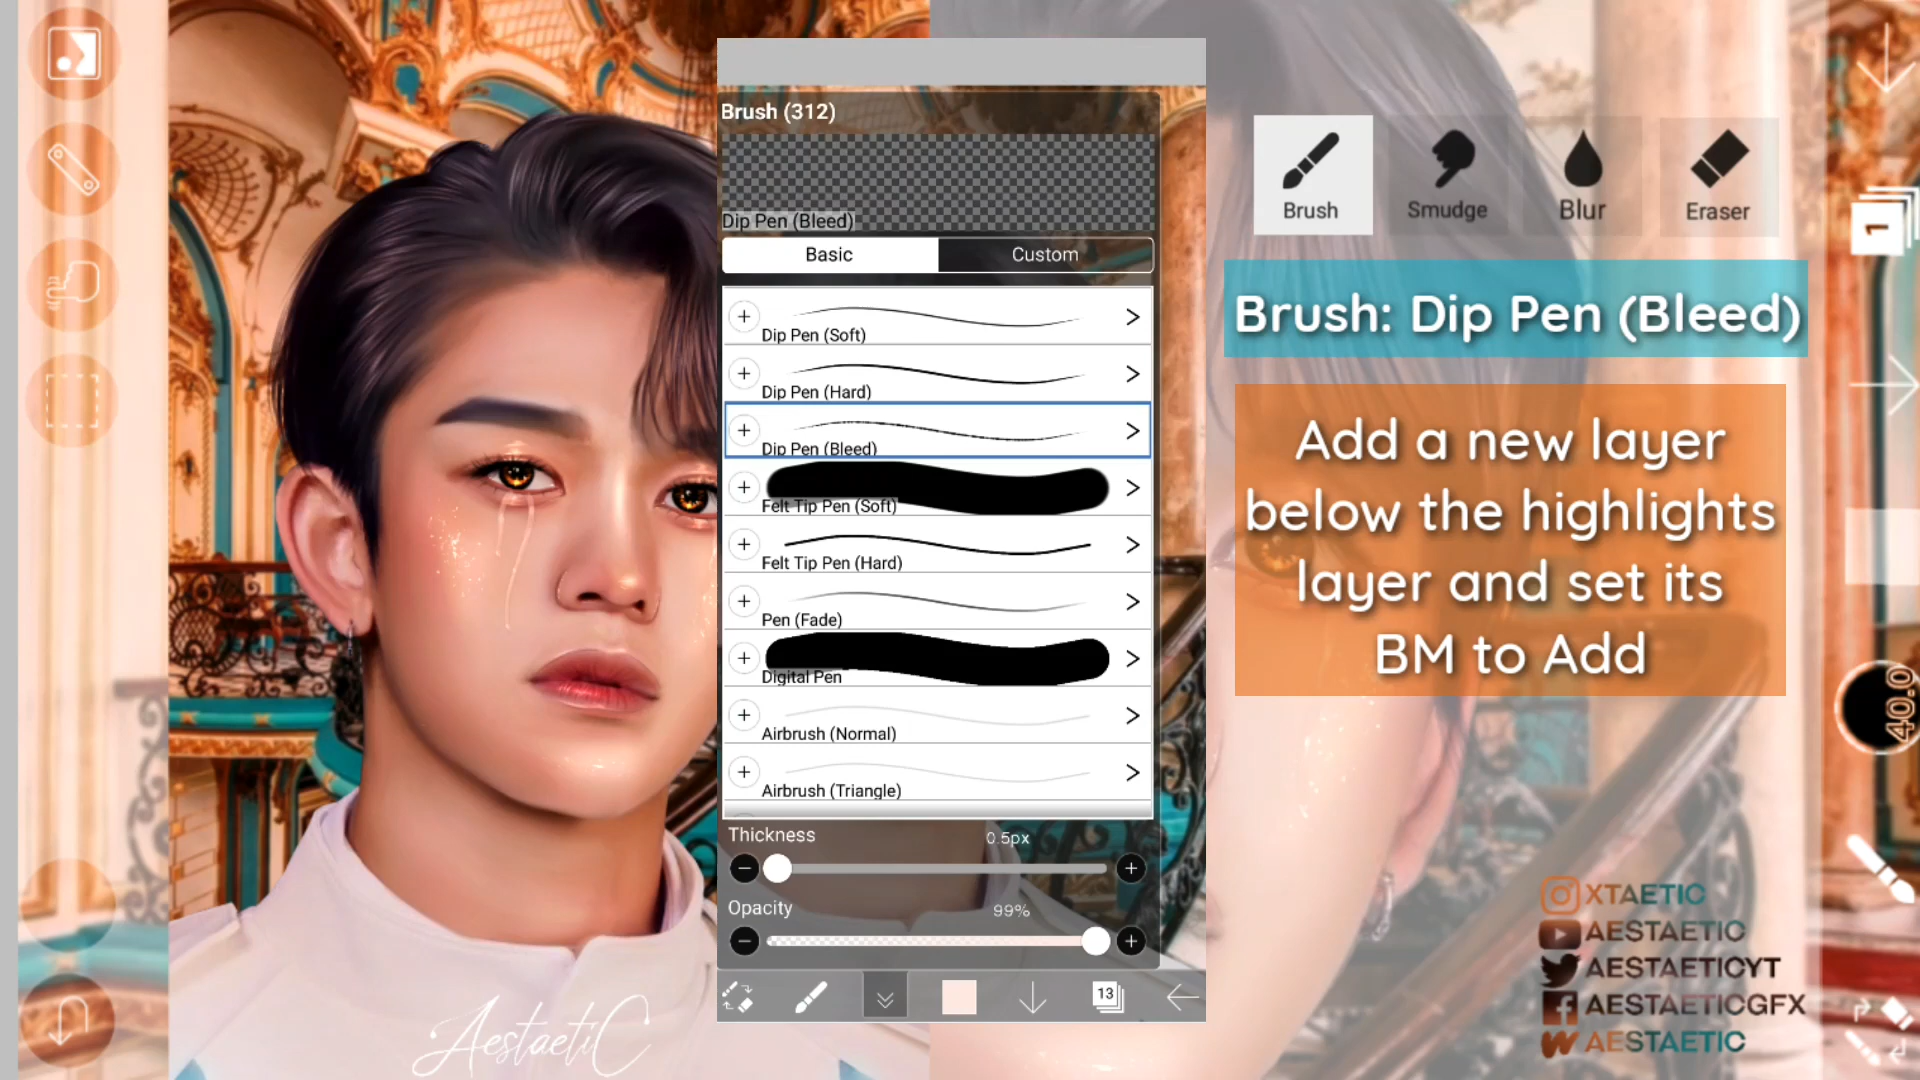 Brush (312)
Dip Pen (Bleed)
Basic
Custom
Dip Pen (Soft)
Dip Pen (Hard)
Dip Pen (Bleed)
Felt Tip Pen (Soft)
Felt Tip Pen (Hard)
Pen (Fade)
Digital Pen
Airbrush (Normal)
Airbrush (Triangle)
Thickness
0.5px
Opacity
99%
13
AestaetiC
Brush
Smudge
Blur
Eraser
Brush: Dip Pen (Bleed)
Add a new layer
below the highlights
layer and set its
BM to Add
1
40.0
XTAETIC
AESTAETIC
AESTAETICYT
AESTAETICGFX
AESTAETIC